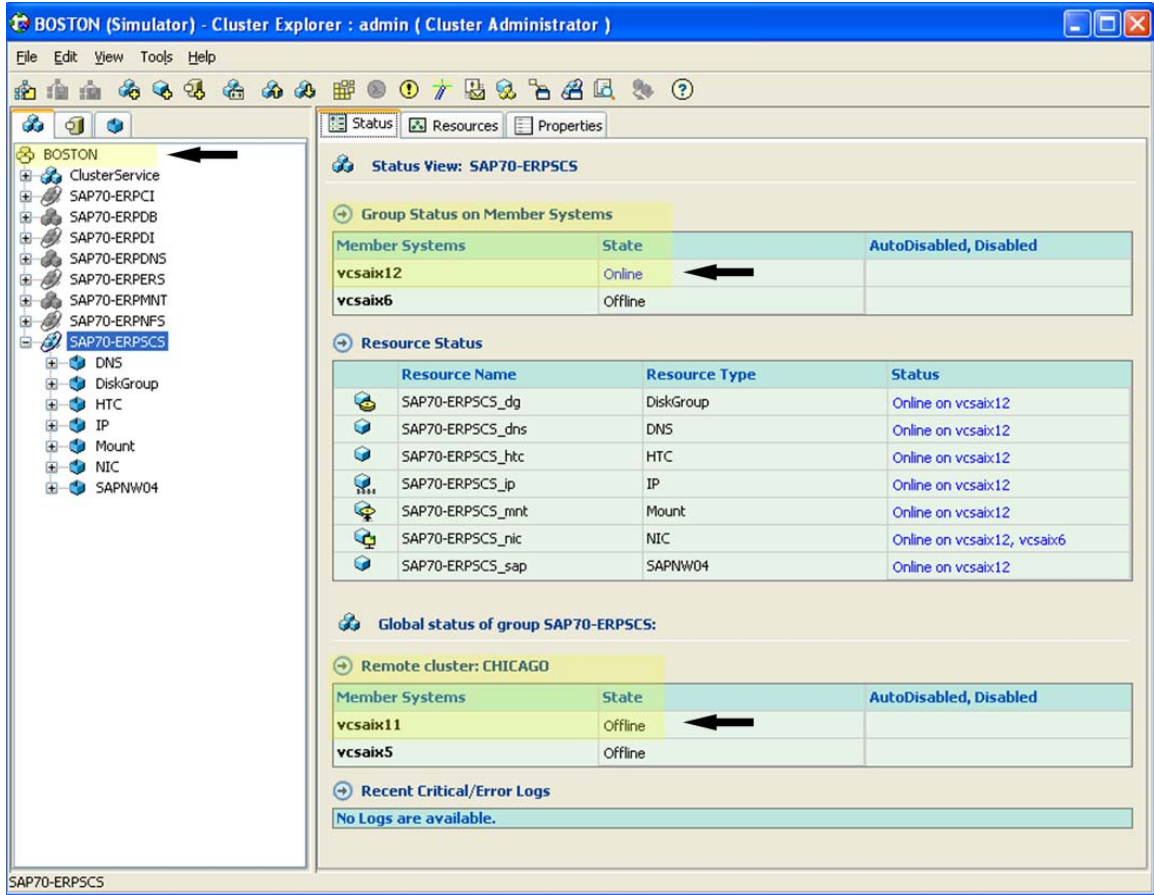 BOSTON (Simulator) - Cluster Explorer : admin ( Cluster Administrator )
File Edit View Tools Help
Status Resources Properties
BOSTON
ClusterService
SAP70-ERPCI
SAP70-ERPDB
SAP70-ERPDI
SAP70-ERPDNS
SAP70-ERPERS
SAP70-ERPMNT
SAP70-ERPNFS
SAP70-ERPSCS
DNS
DiskGroup
HTC
IP
Mount
NIC
SAPNW04
Status View: SAP70-ERPSCS
Group Status on Member Systems
Member Systems State AutoDisabled, Disabled
vcsaix12 Online
vcsaix6 Offline
Resource Status
Resource Name Resource Type Status
SAP70-ERPSCS_dg DiskGroup Online on vcsaix12
SAP70-ERPSCS_dns DNS Online on vcsaix12
SAP70-ERPSCS_htc HTC Online on vcsaix12
SAP70-ERPSCS_ip IP Online on vcsaix12
SAP70-ERPSCS_mnt Mount Online on vcsaix12
SAP70-ERPSCS_nic NIC Online on vcsaix12, vcsaix6
SAP70-ERPSCS_sap SAPNW04 Online on vcsaix12
Global status of group SAP70-ERPSCS:
Remote cluster: CHICAGO
Member Systems State AutoDisabled, Disabled
vcsaix11 Offline
vcsaix5 Offline
Recent Critical/Error Logs
No Logs are available.
SAP70-ERPSCS